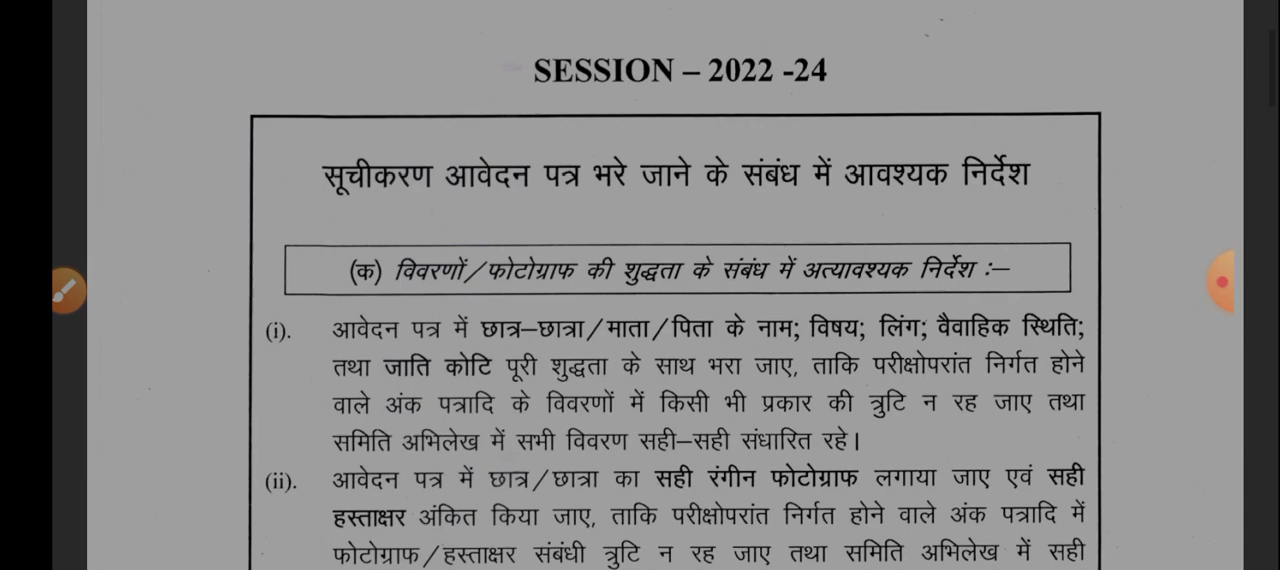 SESSION – 2022 -24
सूचीकरण आवेदन पत्र भरे जाने के संबंध में आवश्यक निर्देश
(क) विवरणों/फोटोग्राफ की शुद्धता के संबंध में अत्यावश्यक निर्देश :–
(i). आवेदन पत्र में छात्र–छात्रा/माता/पिता के नाम; विषय; लिंग; वैवाहिक स्थिति;
तथा जाति कोटि पूरी शुद्धता के साथ भरा जाए, ताकि परीक्षोपरांत निर्गत होने
वाले अंक पत्रादि के विवरणों में किसी भी प्रकार की त्रुटि न रह जाए तथा
समिति अभिलेख में सभी विवरण सही–सही संधारित रहे।
(ii). आवेदन पत्र में छात्र/छात्रा का सही रंगीन फोटोग्राफ लगाया जाए एवं सही
हस्ताक्षर अंकित किया जाए, ताकि परीक्षोपरांत निर्गत होने वाले अंक पत्रादि में
फोटोग्राफ/हस्ताक्षर संबंधी त्रुटि न रह जाए तथा समिति अभिलेख में सही